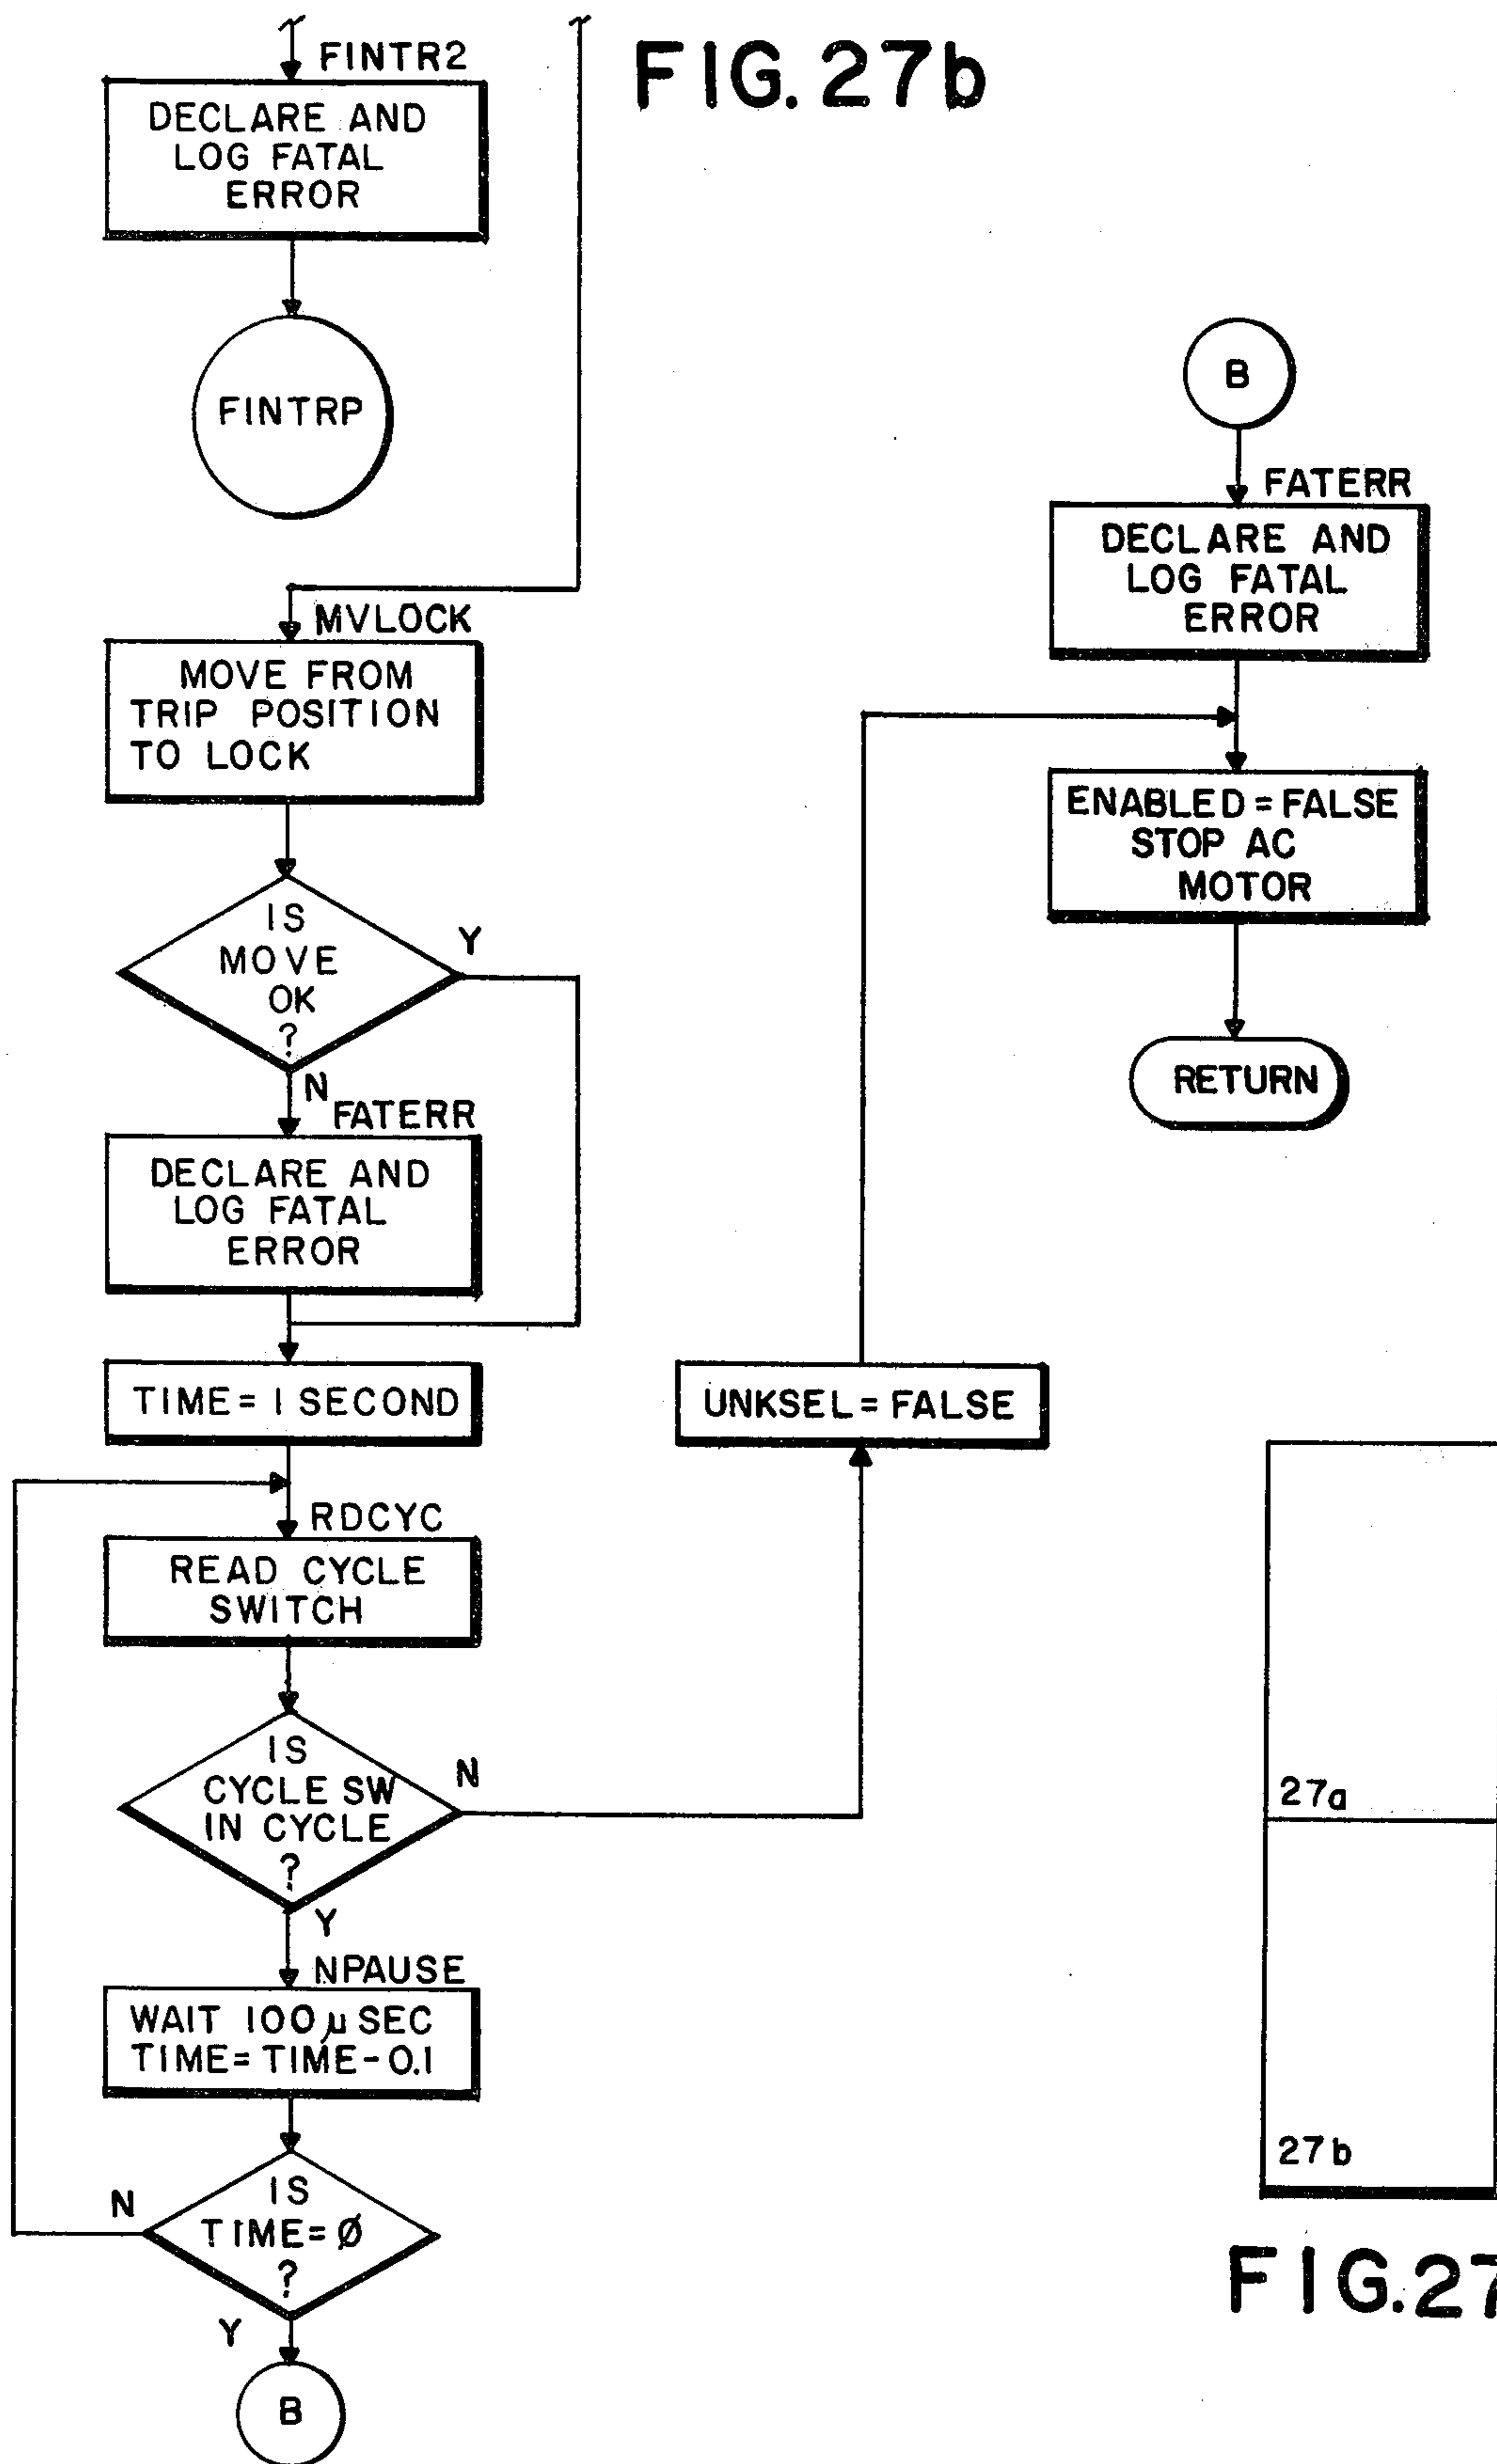 FIG. 27b
FINTR2
DECLARE AND
LOG FATAL
ERROR
FINTRP
MVLOCK
MOVE FROM
TRIP POSITION
TO LOCK
IS
MOVE
OK
?
Y
N
FATERR
DECLARE AND
LOG FATAL
ERROR
TIME = 1 SECOND
RDCYC
READ CYCLE
SWITCH
IS
CYCLE SW
IN CYCLE
?
N
Y
NPAUSE
WAIT 100 µ SEC
TIME = TIME - 0.1
IS
TIME = Ø
?
N
Y
B
UNKSEL = FALSE
B
FATERR
DECLARE AND
LOG FATAL
ERROR
ENABLED = FALSE
STOP AC
MOTOR
RETURN
27a
27b
FIG. 27